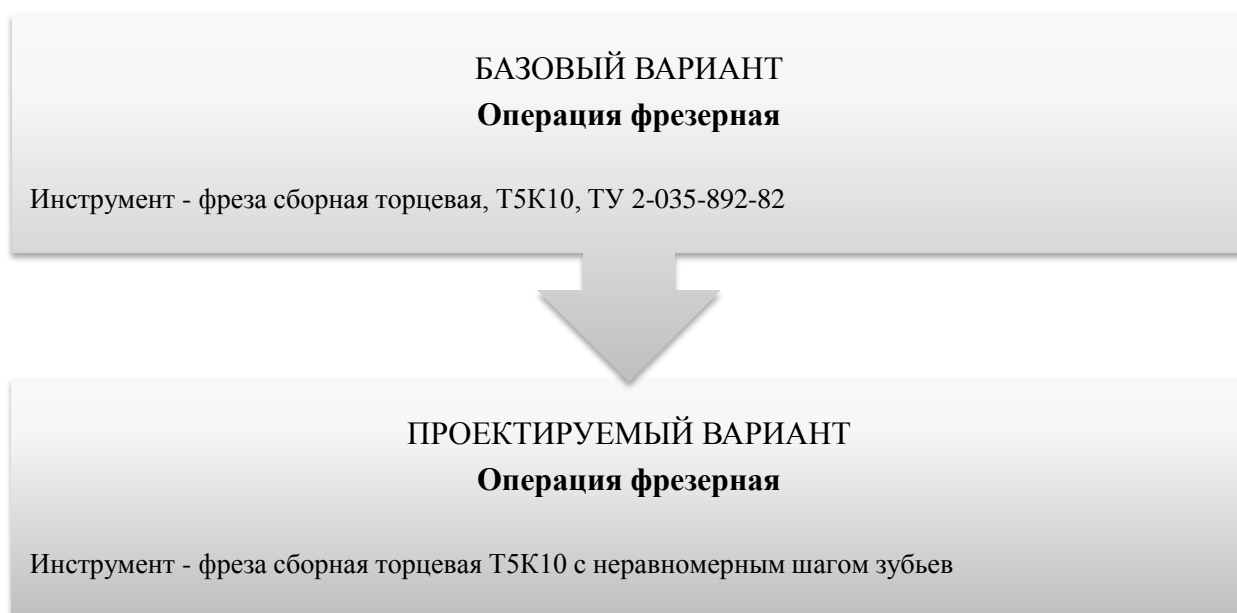 БАЗОВЫЙ ВАРИАНТ
Операция фрезерная
Инструмент - фреза сборная торцевая, Т5К10, ТУ 2-035-892-82
ПРОЕКТИРУЕМЫЙ ВАРИАНТ
Операция фрезерная
Инструмент - фреза сборная торцевая Т5К10 с неравномерным шагом зубьев